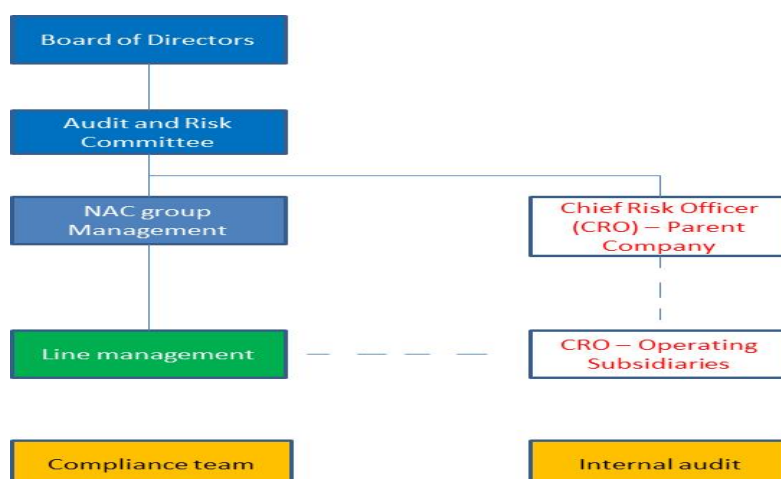 Board of Directors
Audit and Risk
Committee
NAC group
Management
Chief Risk Officer
(CRO) – Parent
Company
Line management
CRO – Operating
Subsidiaries
Compliance team
Internal audit